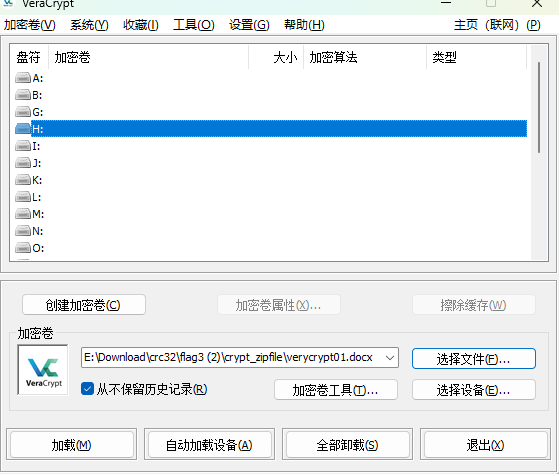 VeraCrypt
加密卷(V) 系统(Y) 收藏(I) 工具(O) 设置(G) 帮助(H) 主页 (联网) (P)
盘符 加密卷 大小 加密算法 类型
A:
B:
G:
H:
I:
J:
K:
L:
M:
N:
O:
创建加密卷(C) 加密卷属性(X)... 擦除缓存(W)
加密卷
VeraCrypt
E:\Download\crc32\flag3 (2)\crypt_zipfile\verycrypt01.docx 选择文件(F)...
从不保留历史记录(R) 加密卷工具(T)... 选择设备(E)...
加载(M) 自动加载设备(A) 全部卸载(S) 退出(X)